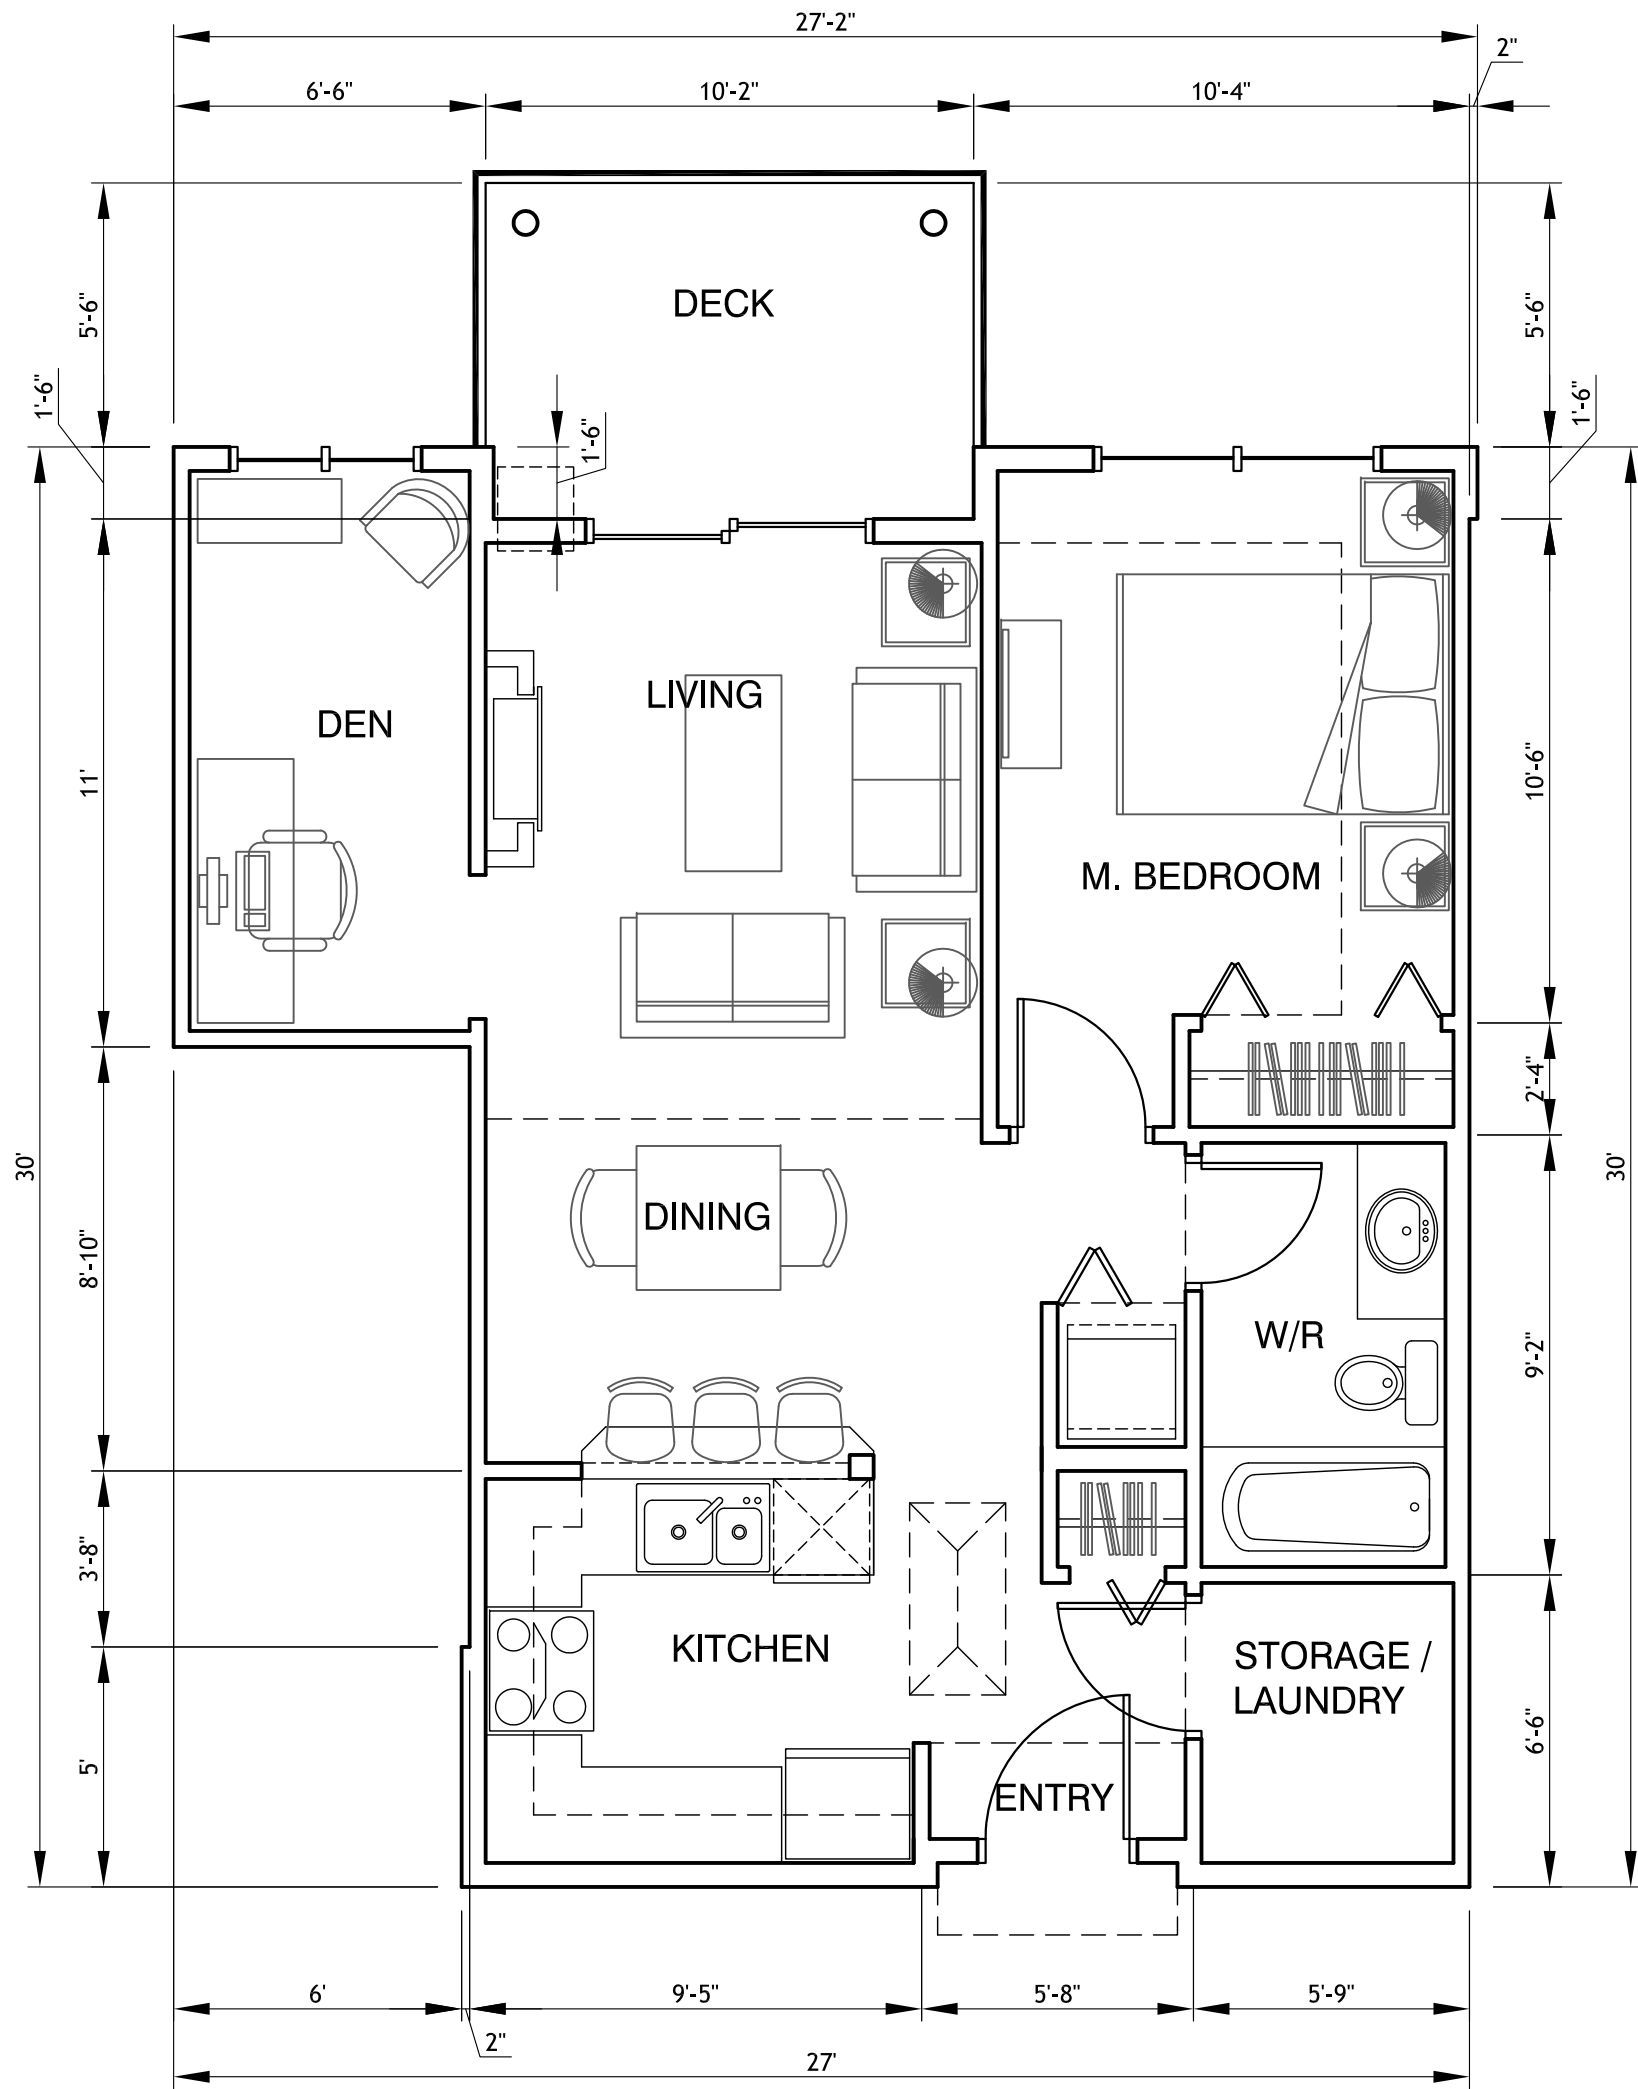 27'-2"
2"
6'-6"
10'-2"
10'-4"
DECK
5'-6"
5'-6"
1'-6"
1'-6"
1'-6"
LIVING
DEN
11'
10'-6"
M. BEDROOM
2'-4"
30'
30'
DINING
8'-10"
W/R
9'-2"
3'-8"
KITCHEN
STORAGE /
LAUNDRY
5'
6'-6"
ENTRY
6'
9'-5"
5'-8"
5'-9"
2"
27'